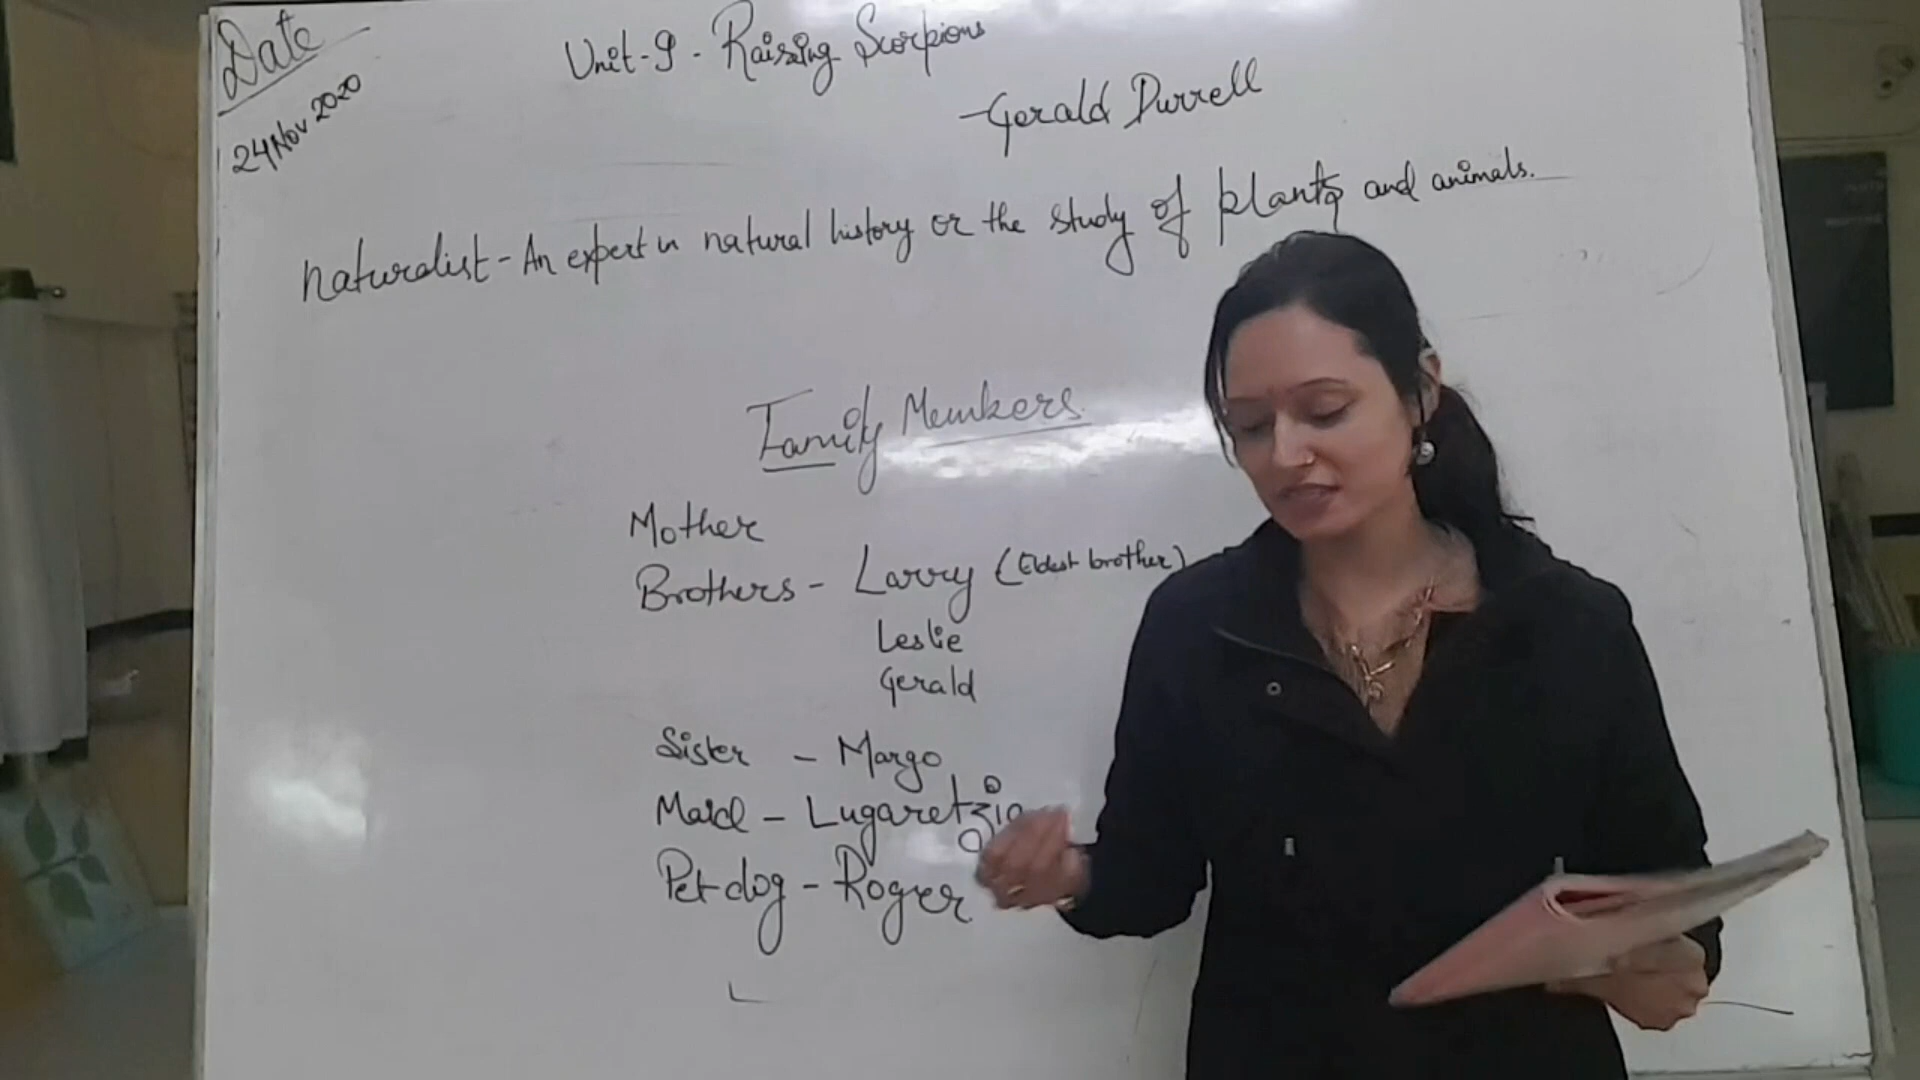 Date
24 Nov 2020
Unit-9 - Raising Scorpions
- Gerald Durrell
Naturalist - An expert in natural history or the study of plants and animals.
Family Members
Mother
Brothers - Larry (Eldest brother)
Leslie
Gerald
Sister - Margo
Maid - Lugaretzia
Pet dog - Roger